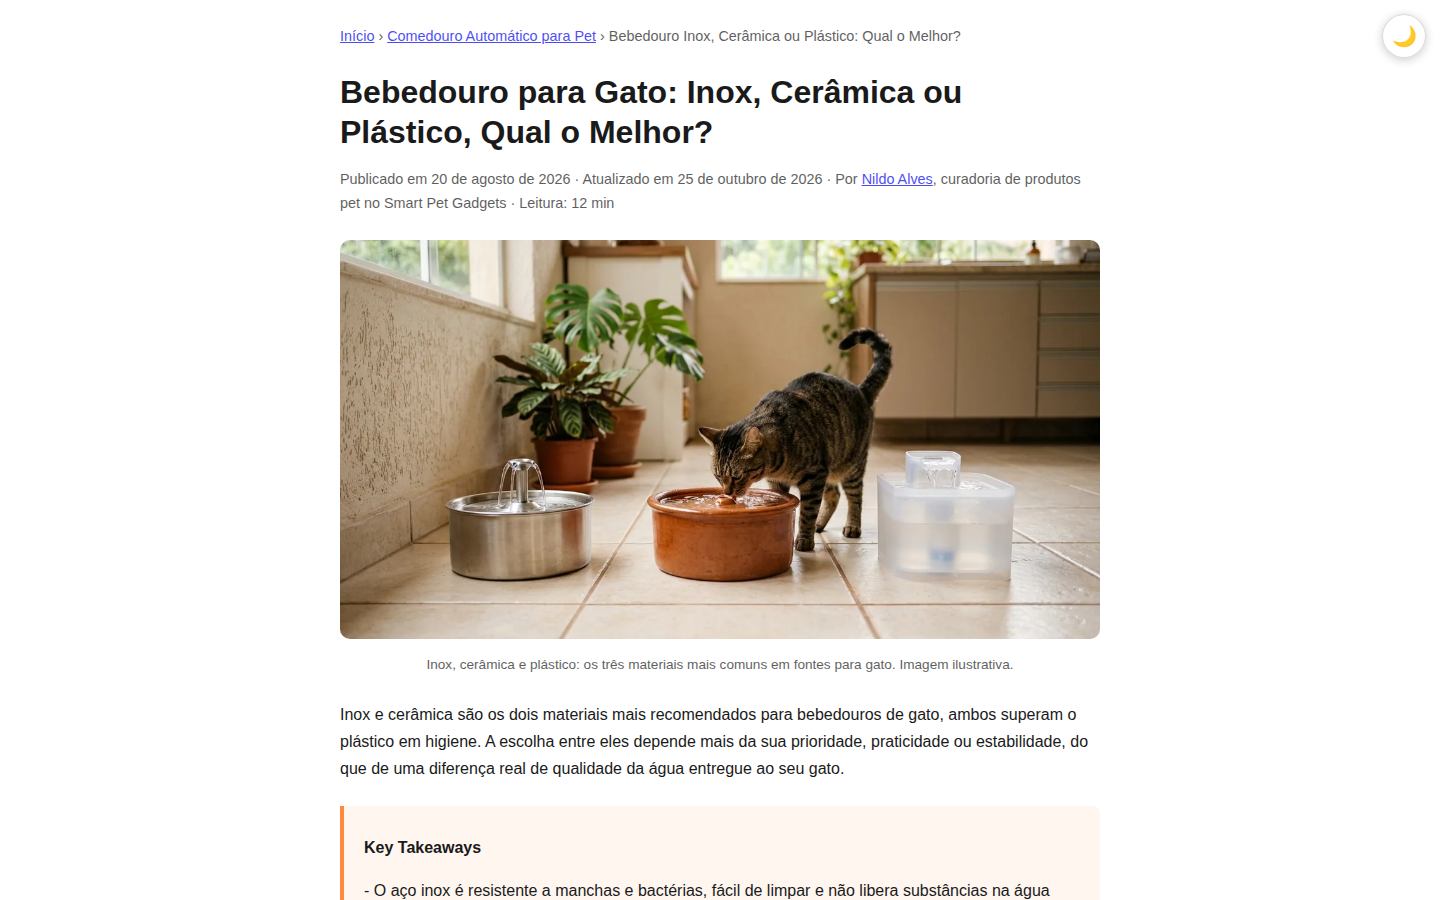 Início › Comedouro Automático para Pet › Bebedouro Inox, Cerâmica ou Plástico: Qual o Melhor?
Bebedouro para Gato: Inox, Cerâmica ou
Plástico, Qual o Melhor?
Publicado em 20 de agosto de 2026 · Atualizado em 25 de outubro de 2026 · Por Nildo Alves, curadoria de produtos
pet no Smart Pet Gadgets · Leitura: 12 min
Inox, cerâmica e plástico: os três materiais mais comuns em fontes para gato. Imagem ilustrativa.
Inox e cerâmica são os dois materiais mais recomendados para bebedouros de gato, ambos superam o
plástico em higiene. A escolha entre eles depende mais da sua prioridade, praticidade ou estabilidade, do
que de uma diferença real de qualidade da água entregue ao seu gato.
Key Takeaways
- O aço inox é resistente a manchas e bactérias, fácil de limpar e não libera substâncias na água